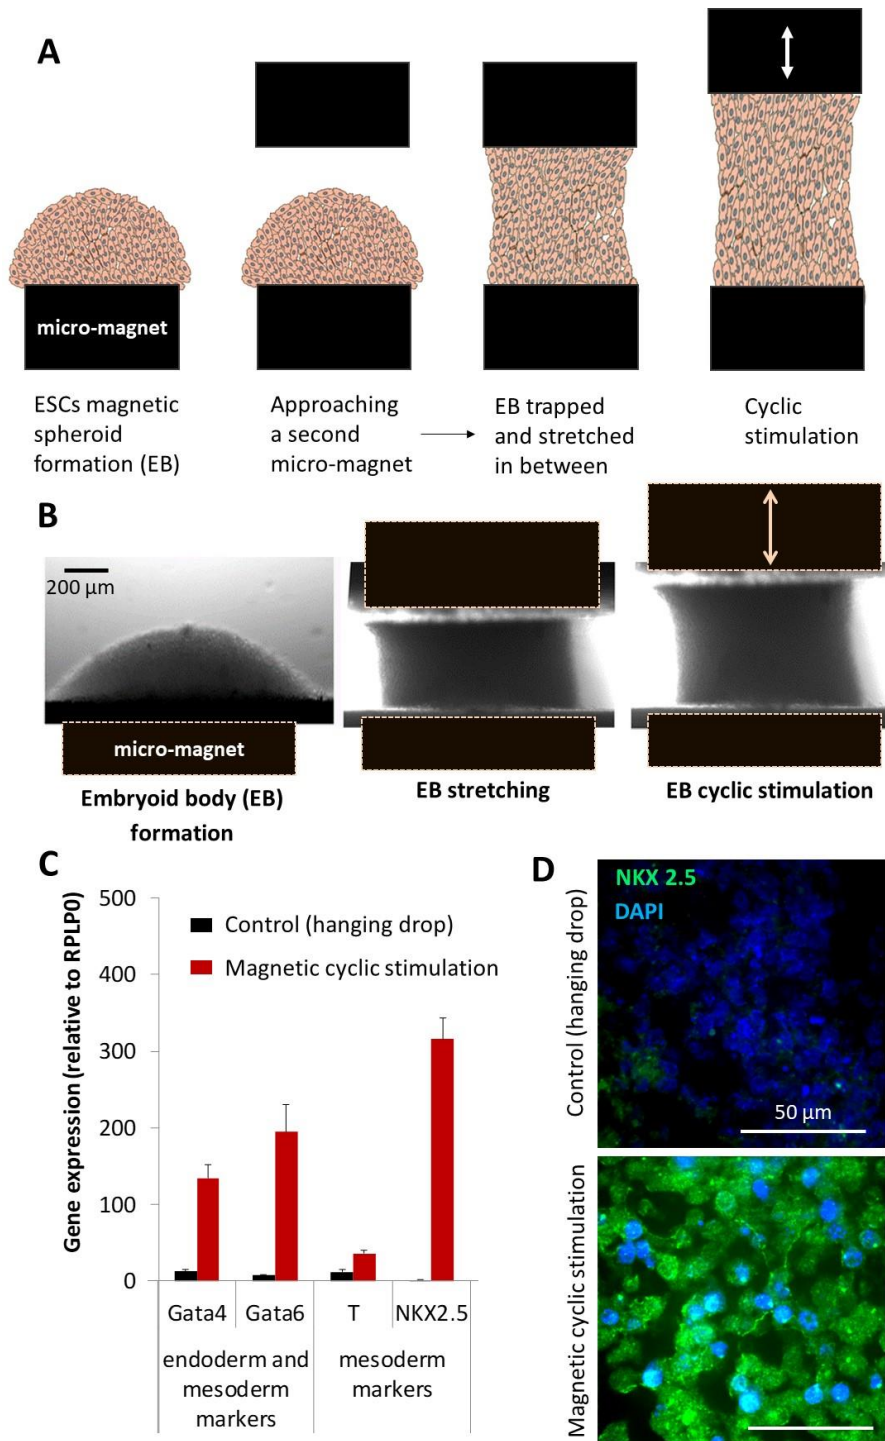 A
micro-magnet
ESCs magnetic
spheroid
formation (EB)
Approaching
a second
micro-magnet
EB trapped
and stretched
in between
Cyclic
stimulation
B
200 µm
micro-magnet
Embryoid body (EB)
formation
EB stretching
EB cyclic stimulation
C
Gene expression (relative to RPLP0)
500
400
300
200
100
0
Control (hanging drop)
Magnetic cyclic stimulation
Gata4
Gata6
T
NKX2.5
endoderm and
mesoderm
markers
mesoderm
markers
D
Control (hanging drop)
NKX 2.5
DAPI
50 µm
Magnetic cyclic stimulation